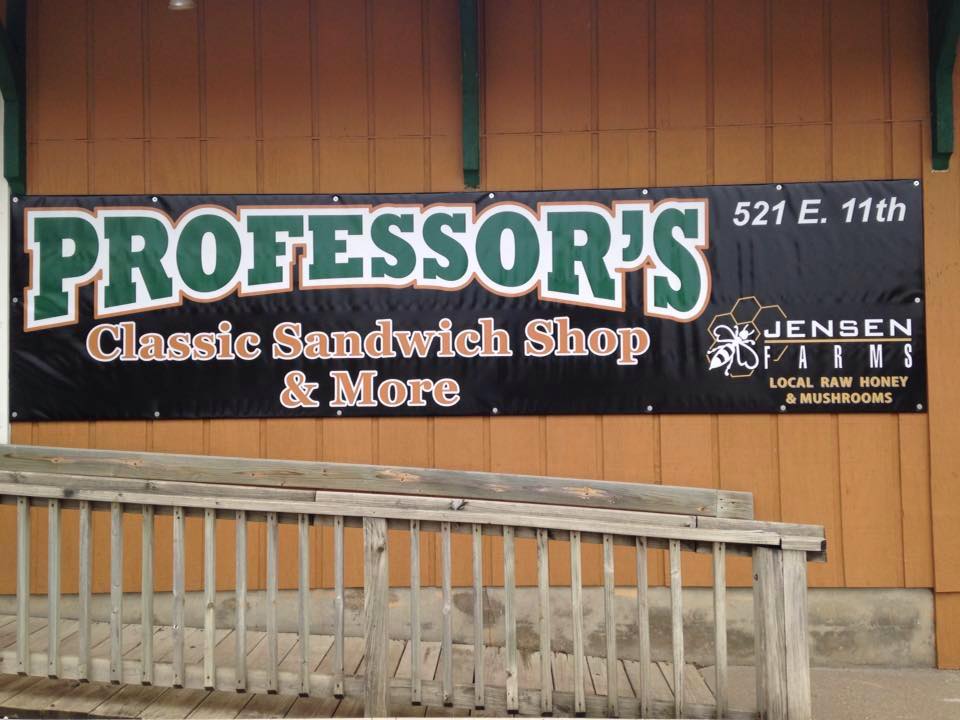 PROFESSOR'S
Classic Sandwich Shop
& More
521 E. 11th
JENSEN
FARMS
LOCAL RAW HONEY
& MUSHROOMS